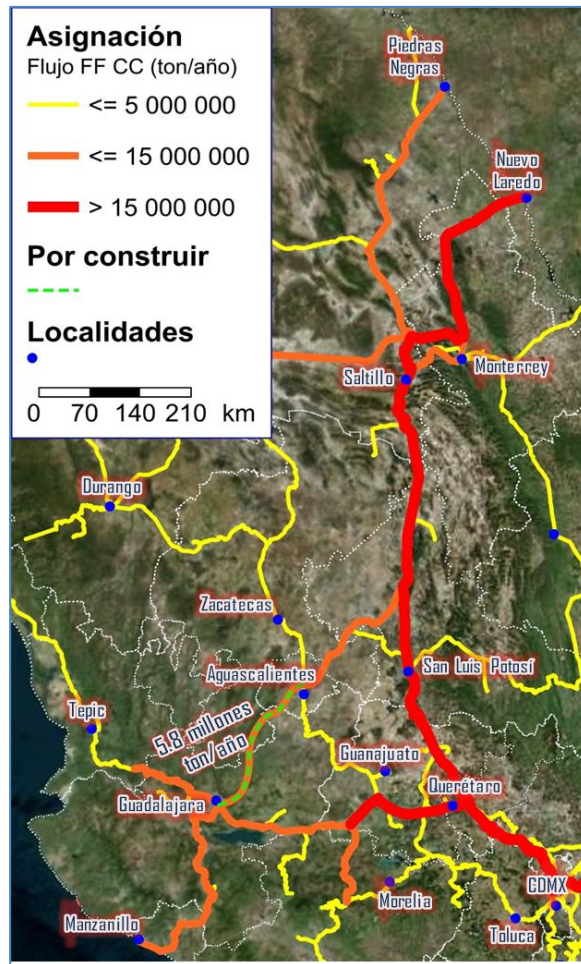 Asignación
Flujo FF CC (ton/año)
<= 5 000 000
<= 15 000 000
> 15 000 000
Por construir
Localidades
0 70 140 210 km
Piedras
Negras
Nuevo
Laredo
Monterrey
Saltillo
Durango
Zacatecas
Aguascalientes
San Luis Potosí
Tepic
5.8 millones
ton/año
Guanajuato
Guadalajara
Querétaro
CDMX
Morelia
Toluca
Manzanillo